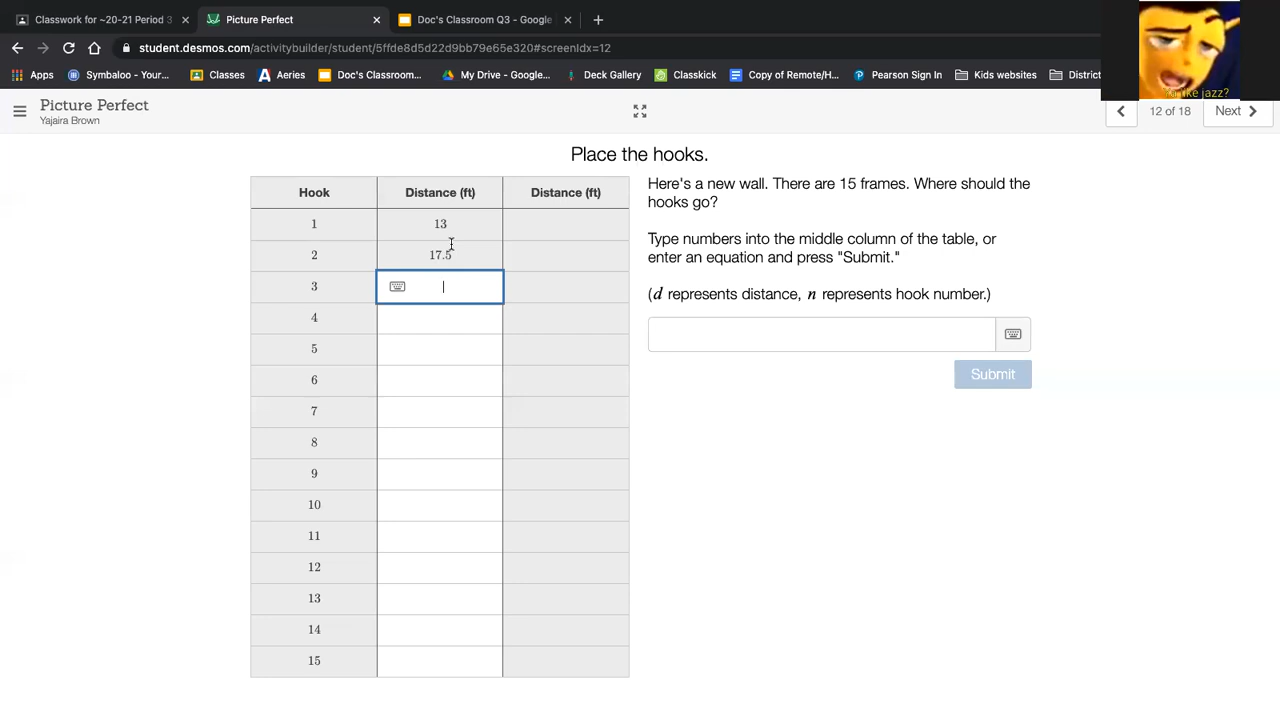 Classwork for ~20-21 Period 3
Picture Perfect
Doc's Classroom Q3 - Google
student.desmos.com/activitybuilder/student/5ffde8d5d22d9bb79e65e320#screenIdx=12
Apps
Symbaloo - Your...
Classes
Aeries
Doc's Classroom...
My Drive - Google...
Deck Gallery
Classkick
Copy of Remote/H...
Pearson Sign In
Kids websites
District
like jazz?
Picture Perfect
Yajaira Brown
12 of 18
Next
Place the hooks.
Hook Distance (ft) Distance (ft)
1 13
2 17.5
3
4
5
6
7
8
9
10
11
12
13
14
15
Here's a new wall. There are 15 frames. Where should the
hooks go?
Type numbers into the middle column of the table, or
enter an equation and press "Submit."
(d represents distance, n represents hook number.)
Submit